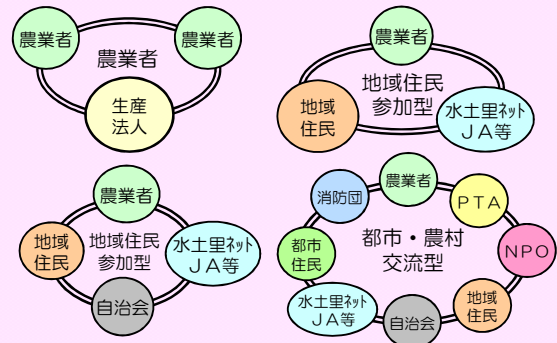 農業者
農業者
農業者
生産
法人
農業者
地域住民
参加型
地域
住民
水土里ネット
ＪＡ等
農業者
地域
住民
地域住民
参加型
水土里ネット
ＪＡ等
自治会
農業者
消防団
ＰＴＡ
都市
住民
都市・農村
交流型
ＮＰＯ
水土里ネット
ＪＡ等
地域
住民
自治会